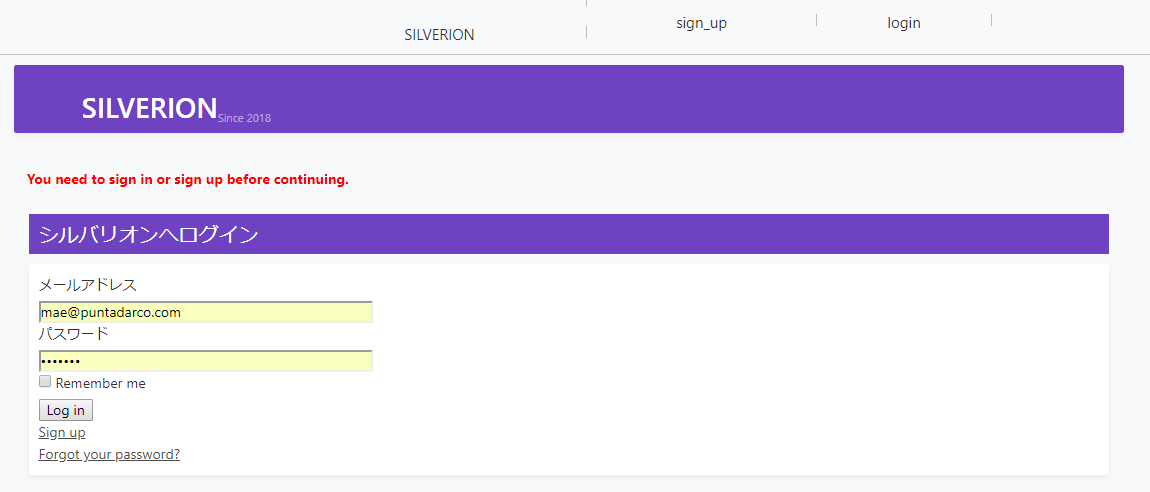 SILVERION sign_up login
SILVERION Since 2018
You need to sign in or sign up before continuing.
シルバリオンへログイン
メールアドレス
mae@puntadarco.com
パスワード
•••••••
Remember me
Log in
Sign up
Forgot your password?